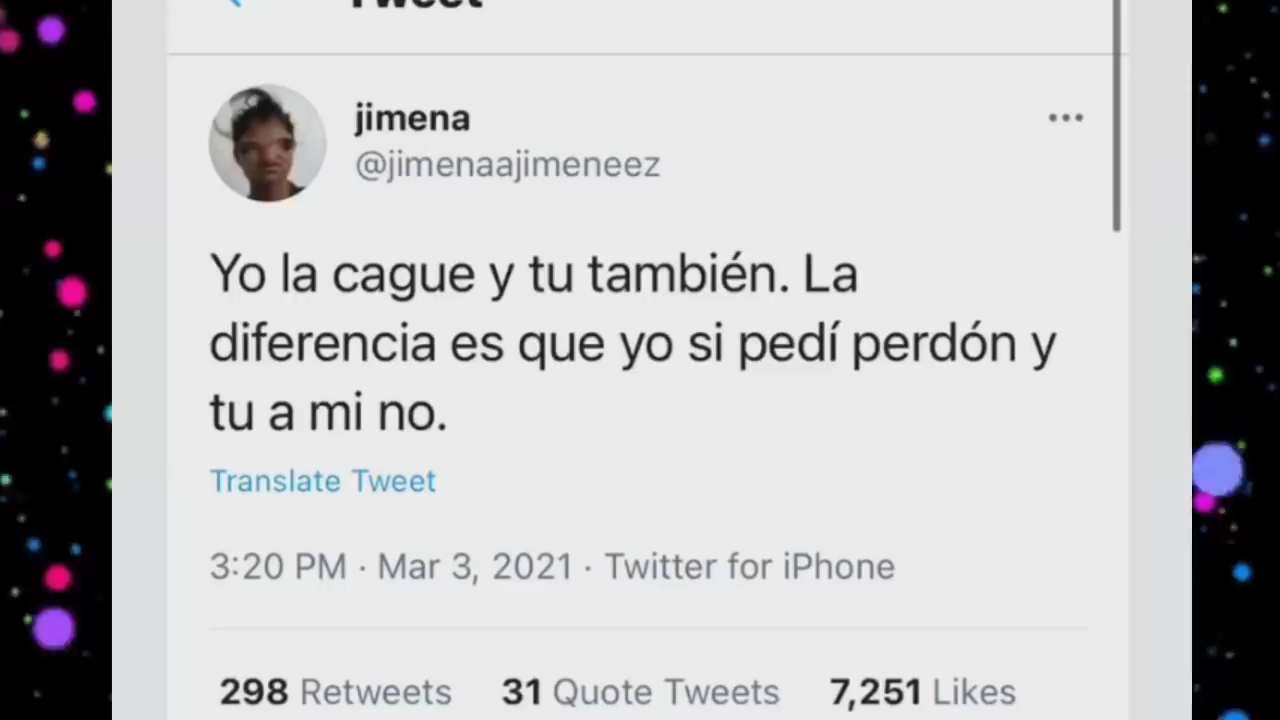 Tweet
jimena
@jimenaajimeneez
Yo la cague y tu también. La
diferencia es que yo si pedí perdón y
tu a mi no.
Translate Tweet
3:20 PM · Mar 3, 2021 · Twitter for iPhone
298 Retweets 31 Quote Tweets 7,251 Likes